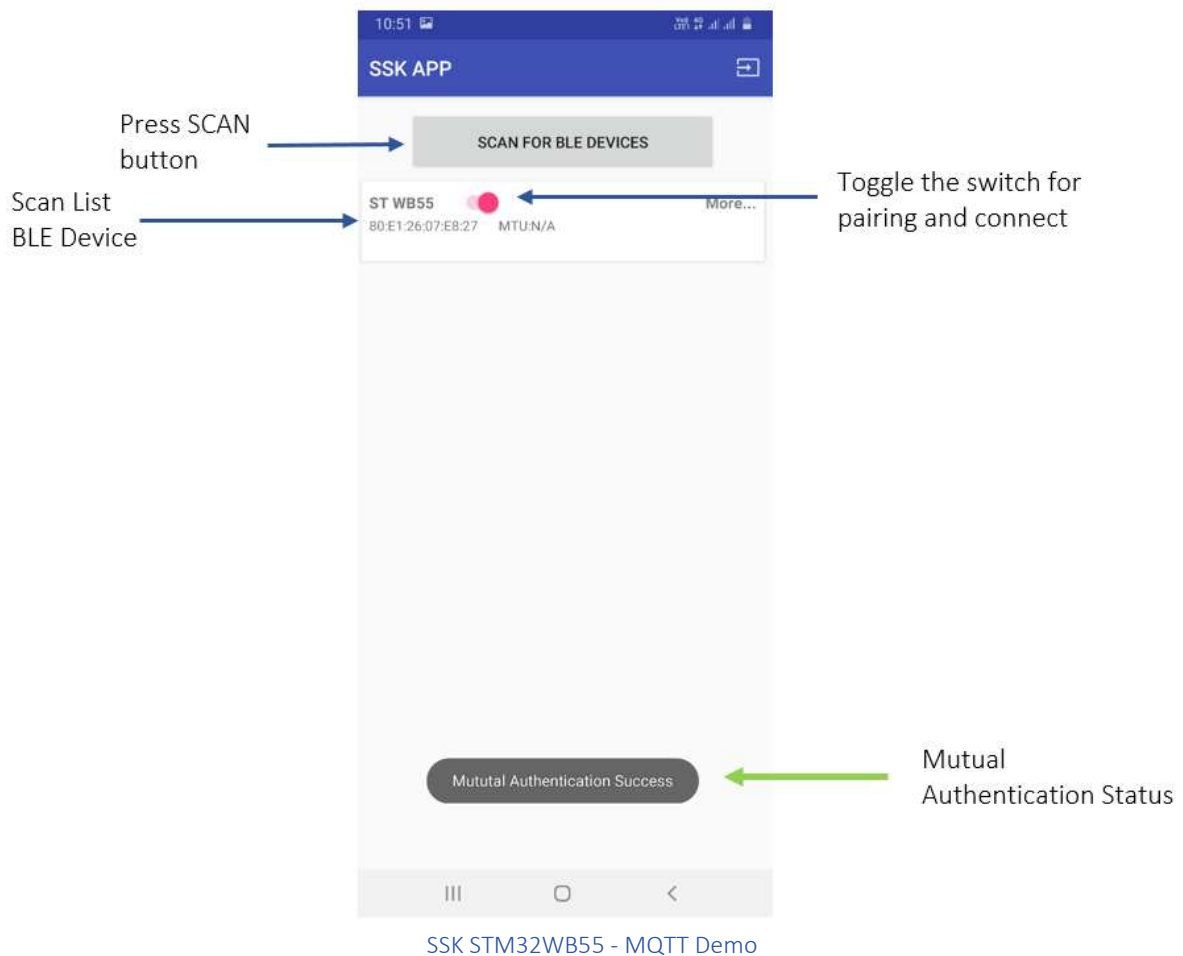 10:51
SSK APP
Press SCAN
button
SCAN FOR BLE DEVICES
Scan List
BLE Device
ST WB55
More...
80:E1:26:07:E8:27 MTU:N/A
Toggle the switch for
pairing and connect
Mututal Authentication Success
Mutual
Authentication Status
SSK STM32WB55 - MQTT Demo